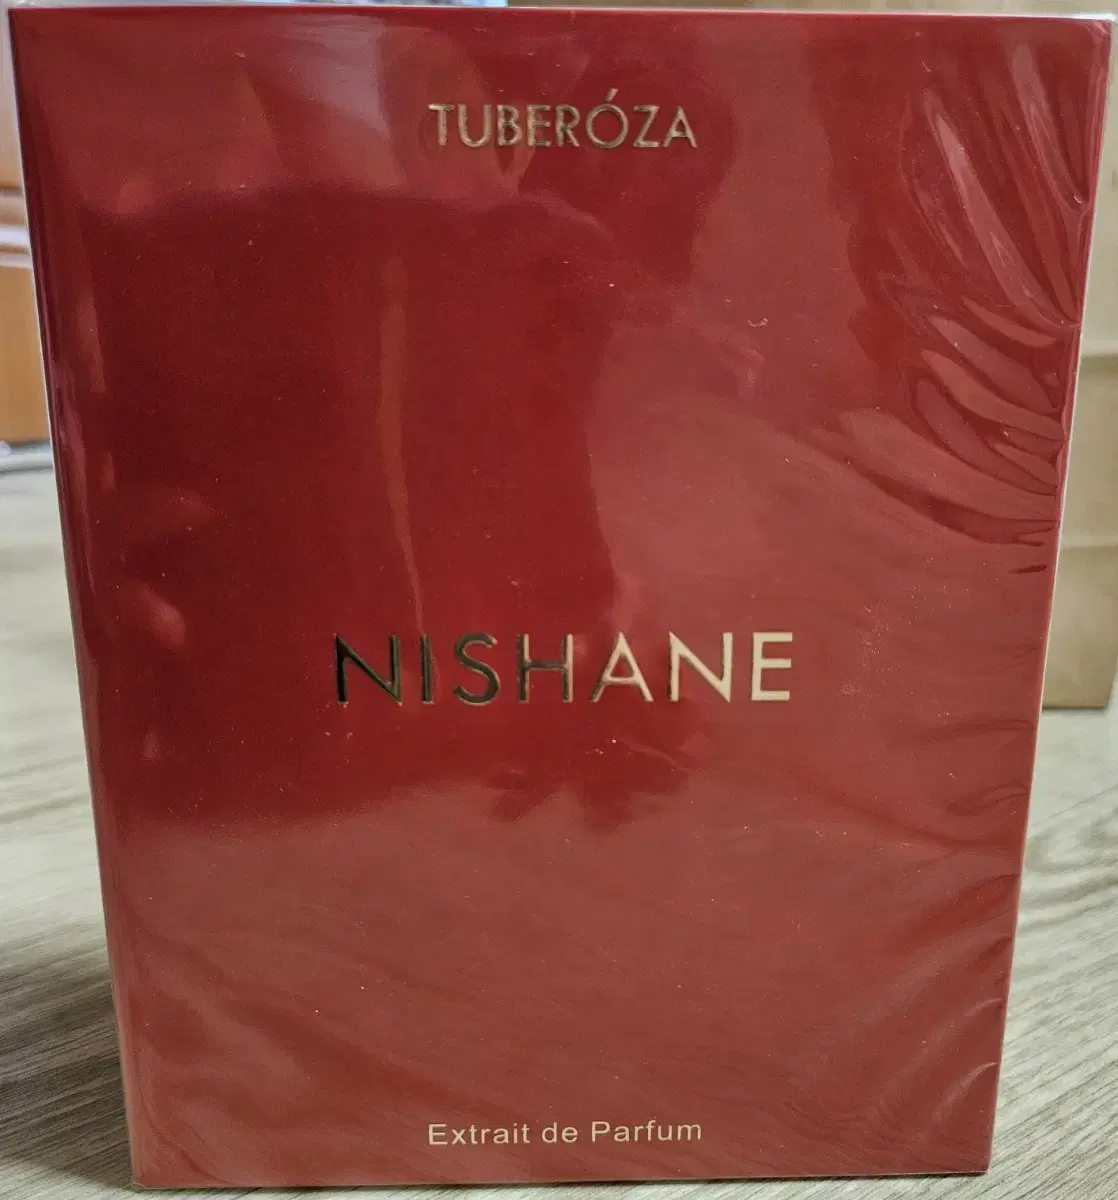 TUBERÓZA
NISHANE
Extrait de Parfum